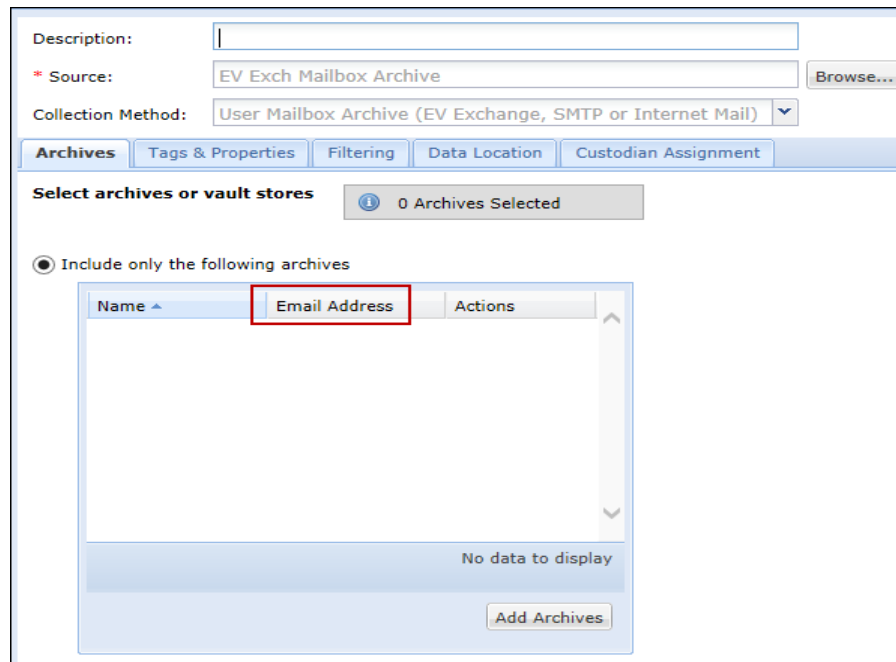 Description:
* Source: EV Exch Mailbox Archive Browse...
Collection Method: User Mailbox Archive (EV Exchange, SMTP or Internet Mail)
Archives Tags & Properties Filtering Data Location Custodian Assignment
Select archives or vault stores 0 Archives Selected
Include only the following archives
Name Email Address Actions
No data to display
Add Archives